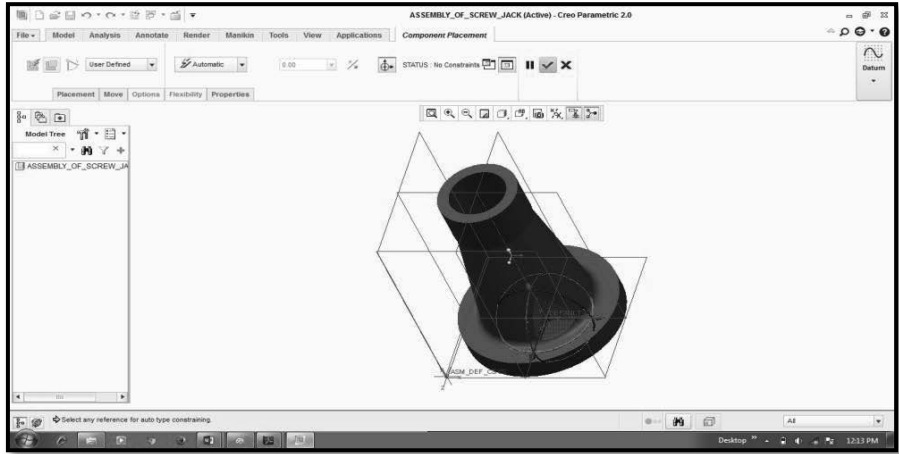 ASSEMBLY_OF_SCREW_JACK (Active) - Creo Parametric 2.0
File Model Analysis Annotate Render Manikin Tools View Applications Component Placement
User Defined Automatic 0.00 STATUS : No Constraints Datum
Placement Move Options Flexibility Properties
Model Tree
ASSEMBLY_OF_SCREW_JA
ASM_DEF_CS
Select any reference for auto type constraining.
All
Desktop 12:13 PM